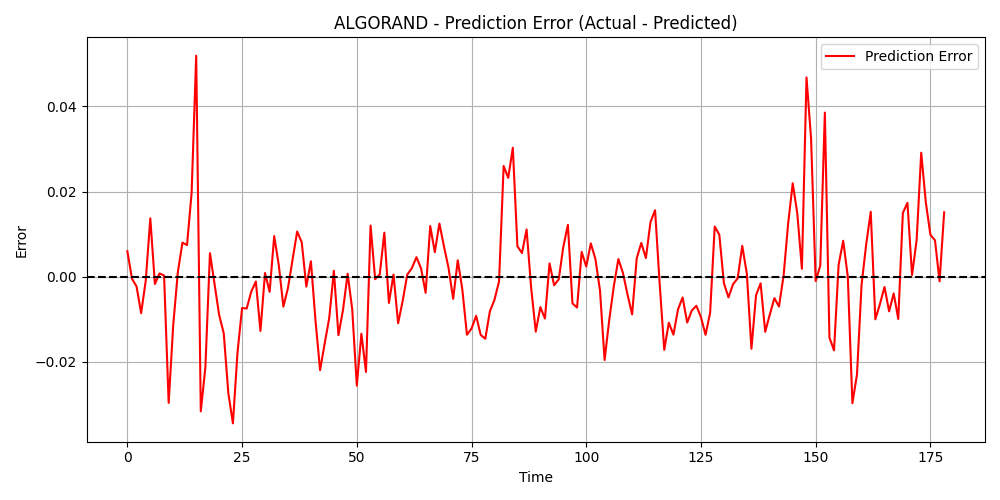 ALGORAND - Prediction Error (Actual - Predicted)
Prediction Error
Error
0.04
0.02
0.00
−0.02
0 25 50 75 100 125 150 175
Time